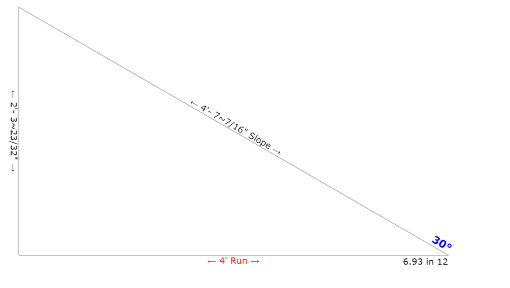 ← 2'- 3~23/32" →
← 4'- 7~7/16" Slope →
30°
← 4' Run →
6.93 in 12